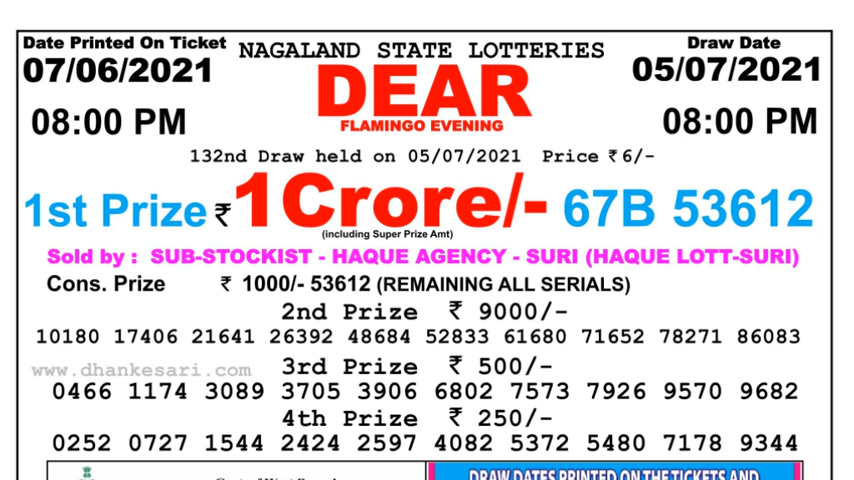 Date Printed On Ticket NAGALAND STATE LOTTERIES Draw Date
07/06/2021 DEAR 05/07/2021
FLAMINGO EVENING
08:00 PM 08:00 PM
132nd Draw held on 05/07/2021 Price ₹ 6/-
1st Prize ₹ 1Crore/- 67B 53612
(including Super Prize Amt)
Sold by : SUB-STOCKIST - HAQUE AGENCY - SURI (HAQUE LOTT-SURI)
Cons. Prize ₹ 1000/- 53612 (REMAINING ALL SERIALS)
2nd Prize ₹ 9000/-
10180 17406 21641 26392 48684 52833 61680 71652 78271 86083
www.dhankesari.com 3rd Prize ₹ 500/-
0466 1174 3089 3705 3906 6802 7573 7926 9570 9682
4th Prize ₹ 250/-
0252 0727 1544 2424 2597 4082 5372 5480 7178 9344
DRAW DATES PRINTED ON THE TICKETS AND